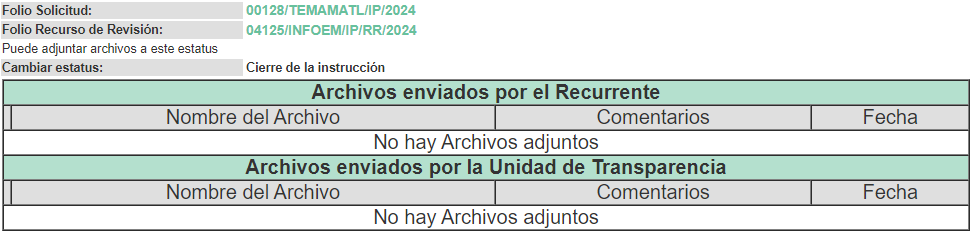 Folio Solicitud: 00128/TEMAMATL/IP/2024
Folio Recurso de Revisión: 04125/INFOEM/IP/RR/2024
Puede adjuntar archivos a este estatus
Cambiar estatus: Cierre de la instrucción
Archivos enviados por el Recurrente
Nombre del Archivo Comentarios Fecha
No hay Archivos adjuntos
Archivos enviados por la Unidad de Transparencia
Nombre del Archivo Comentarios Fecha
No hay Archivos adjuntos